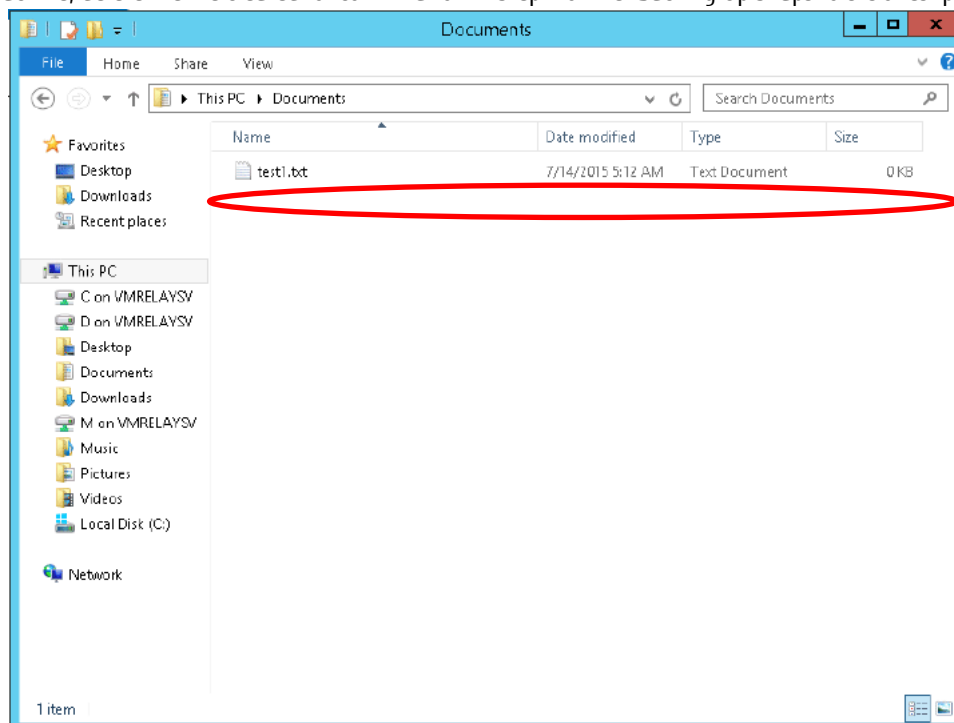 Documents
File Home Share View
This PC Documents Search Documents
Name Date modified Type Size
test1.txt 7/14/2015 5:12 AM Text Document 0 KB
Favorites
Desktop
Downloads
Recent places
This PC
C on VMRELAYSV
D on VMRELAYSV
Desktop
Documents
Downloads
M on VMRELAYSV
Music
Pictures
Videos
Local Disk (C:)
Network
1 item